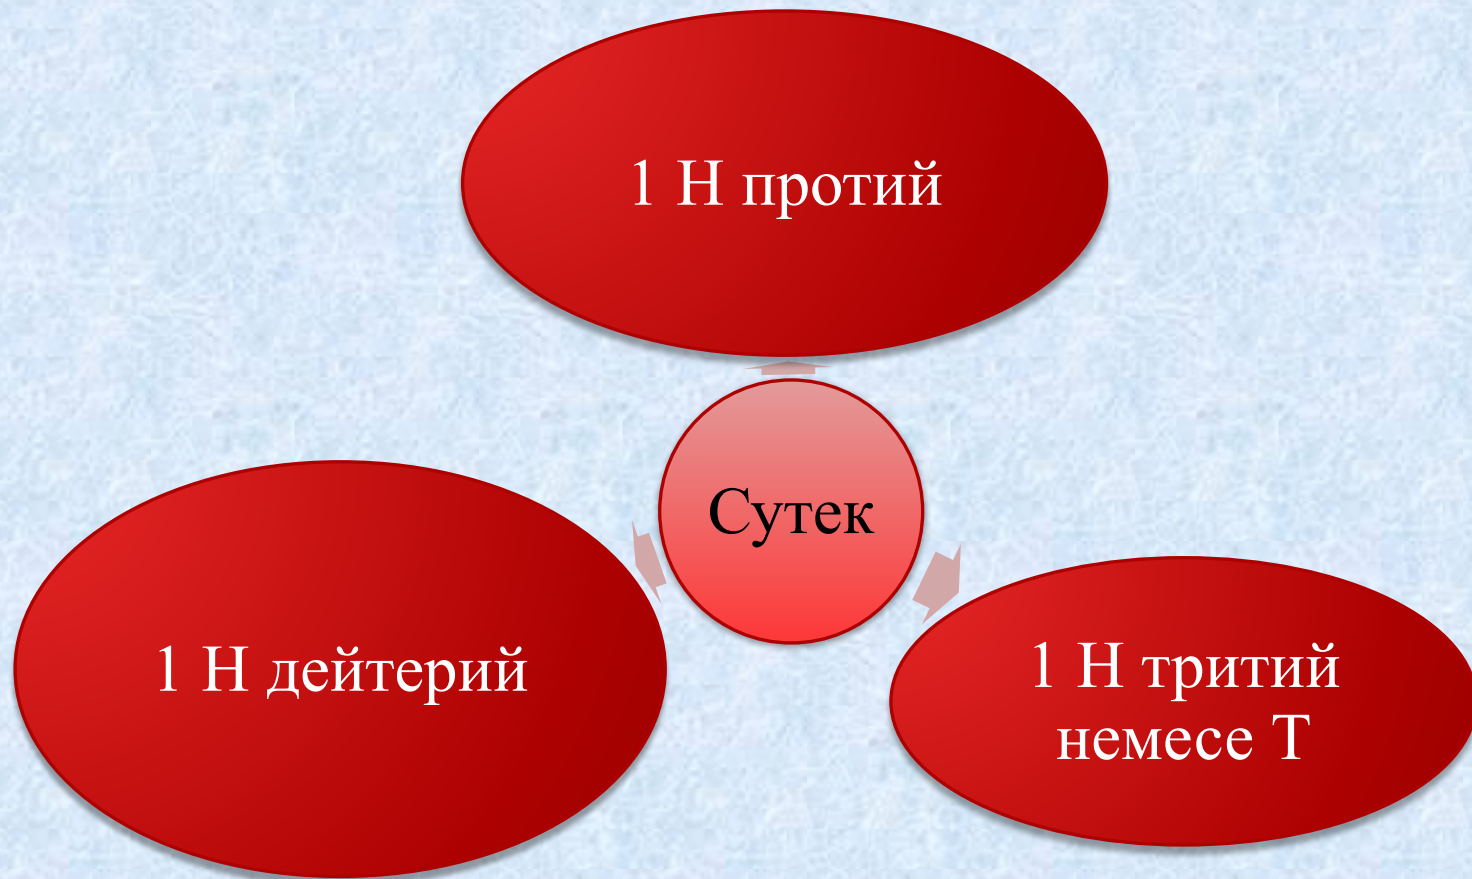 1 Н протий
Сутек
1 Н дейтерий
1 Н тритий
немесе Т